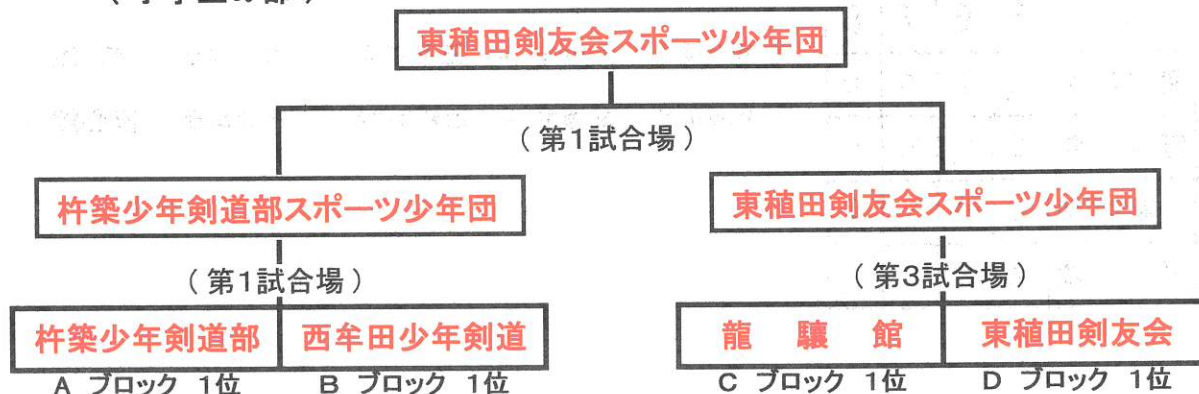 東稙田剣友会スポーツ少年団
(第1試合場)
杵築少年剣道部スポーツ少年団
東稙田剣友会スポーツ少年団
(第1試合場)
(第3試合場)
杵築少年剣道部 西牟田少年剣道
龍驤館 東稙田剣友会
A ブロック 1位 B ブロック 1位
C ブロック 1位 D ブロック 1位